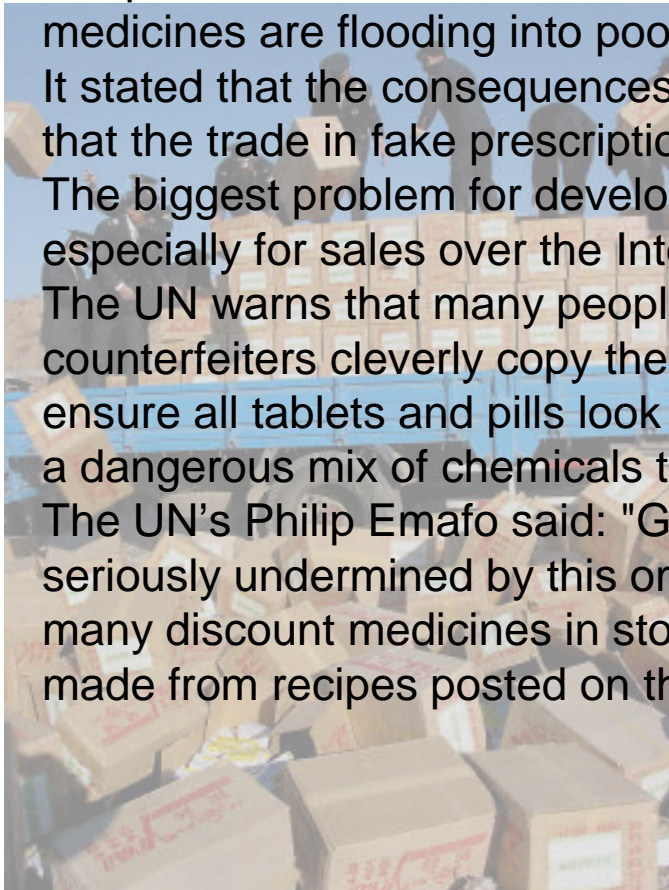 medicines are flooding into poo
It stated that the consequences
that the trade in fake prescriptio
The biggest problem for develo
especially for sales over the Int
The UN warns that many peopl
counterfeiters cleverly copy the
ensure all tablets and pills look
a dangerous mix of chemicals t
The UN’s Philip Emafo said: "G
seriously undermined by this or
many discount medicines in sto
made from recipes posted on th